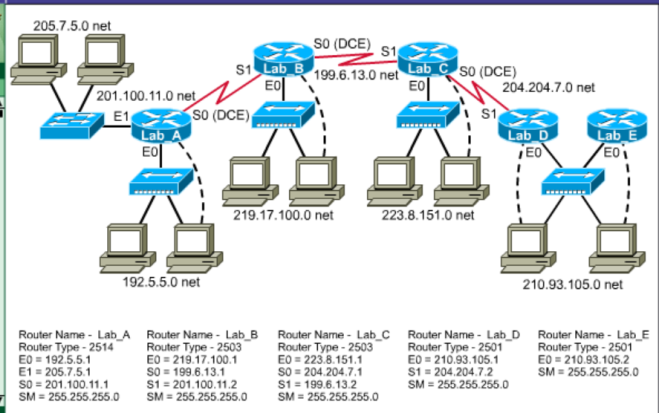 205.7.5.0 net
S0 (DCE)
Lab_B
S1
199.6.13.0 net
S1
Lab_C
S0 (DCE)
204.204.7.0 net
E0
E0
201.100.11.0 net
E1
Lab_A
S0 (DCE)
E0
S1
Lab_D
Lab_E
E0
E0
219.17.100.0 net
223.8.151.0 net
192.5.5.0 net
210.93.105.0 net
Router Name - Lab_A
Router Type - 2514
E0 = 192.5.5.1
E1 = 205.7.5.1
S0 = 201.100.11.1
SM = 255.255.255.0
Router Name - Lab_B
Router Type - 2503
E0 = 219.17.100.1
S0 = 199.6.13.1
S1 = 201.100.11.2
SM = 255.255.255.0
Router Name - Lab_C
Router Type - 2503
E0 = 223.8.151.1
S0 = 204.204.7.1
S1 = 199.6.13.2
SM = 255.255.255.0
Router Name - Lab_D
Router Type - 2501
E0 = 210.93.105.1
S1 = 204.204.7.2
SM = 255.255.255.0
Router Name - Lab_E
Router Type - 2501
E0 = 210.93.105.2
SM = 255.255.255.0